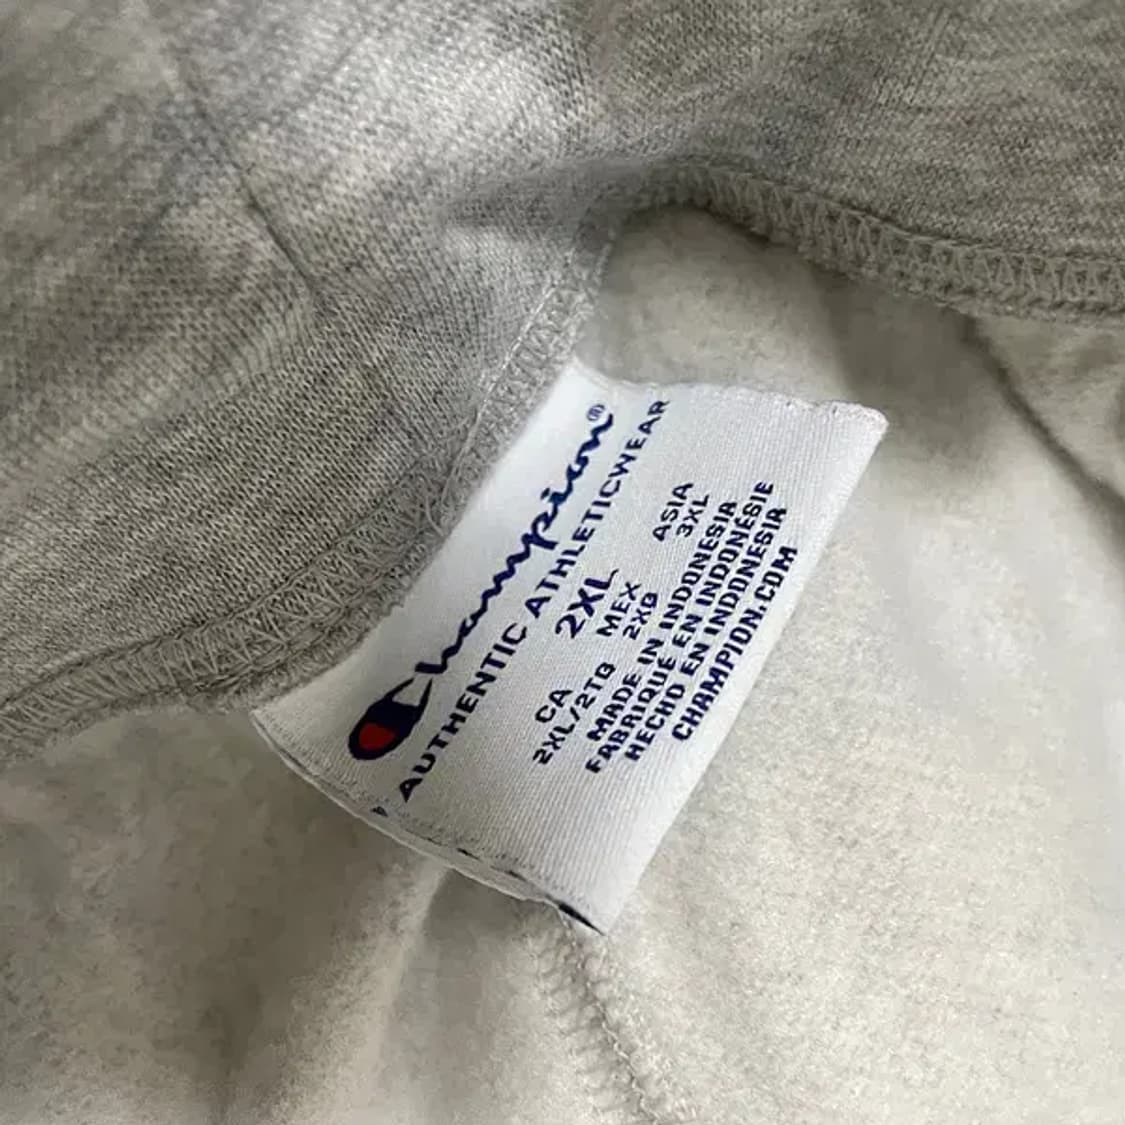 Champion®
AUTHENTIC ATHLETICWEAR
2XL
CA MEX ASIA
2XL/2TG 2XG 3XL
MADE IN INDONESIA
FABRIQUÉ EN INDONÉSIE
HECHO EN INDONESIA
CHAMPION.COM